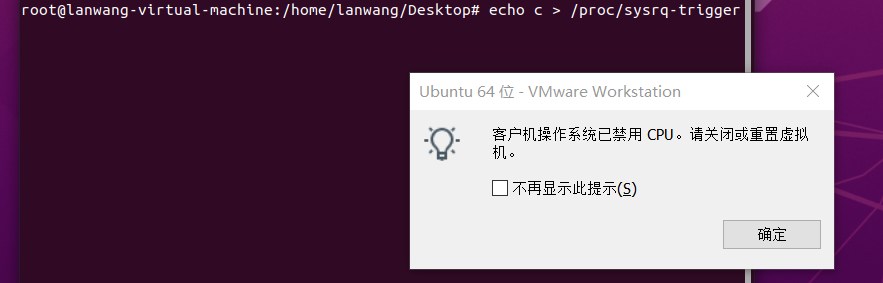 root@lanwang-virtual-machine:/home/lanwang/Desktop# echo c > /proc/sysrq-trigger
Ubuntu 64 位 - VMware Workstation
客户机操作系统已禁用 CPU。请关闭或重置虚拟
机。
不再显示此提示(S)
确定